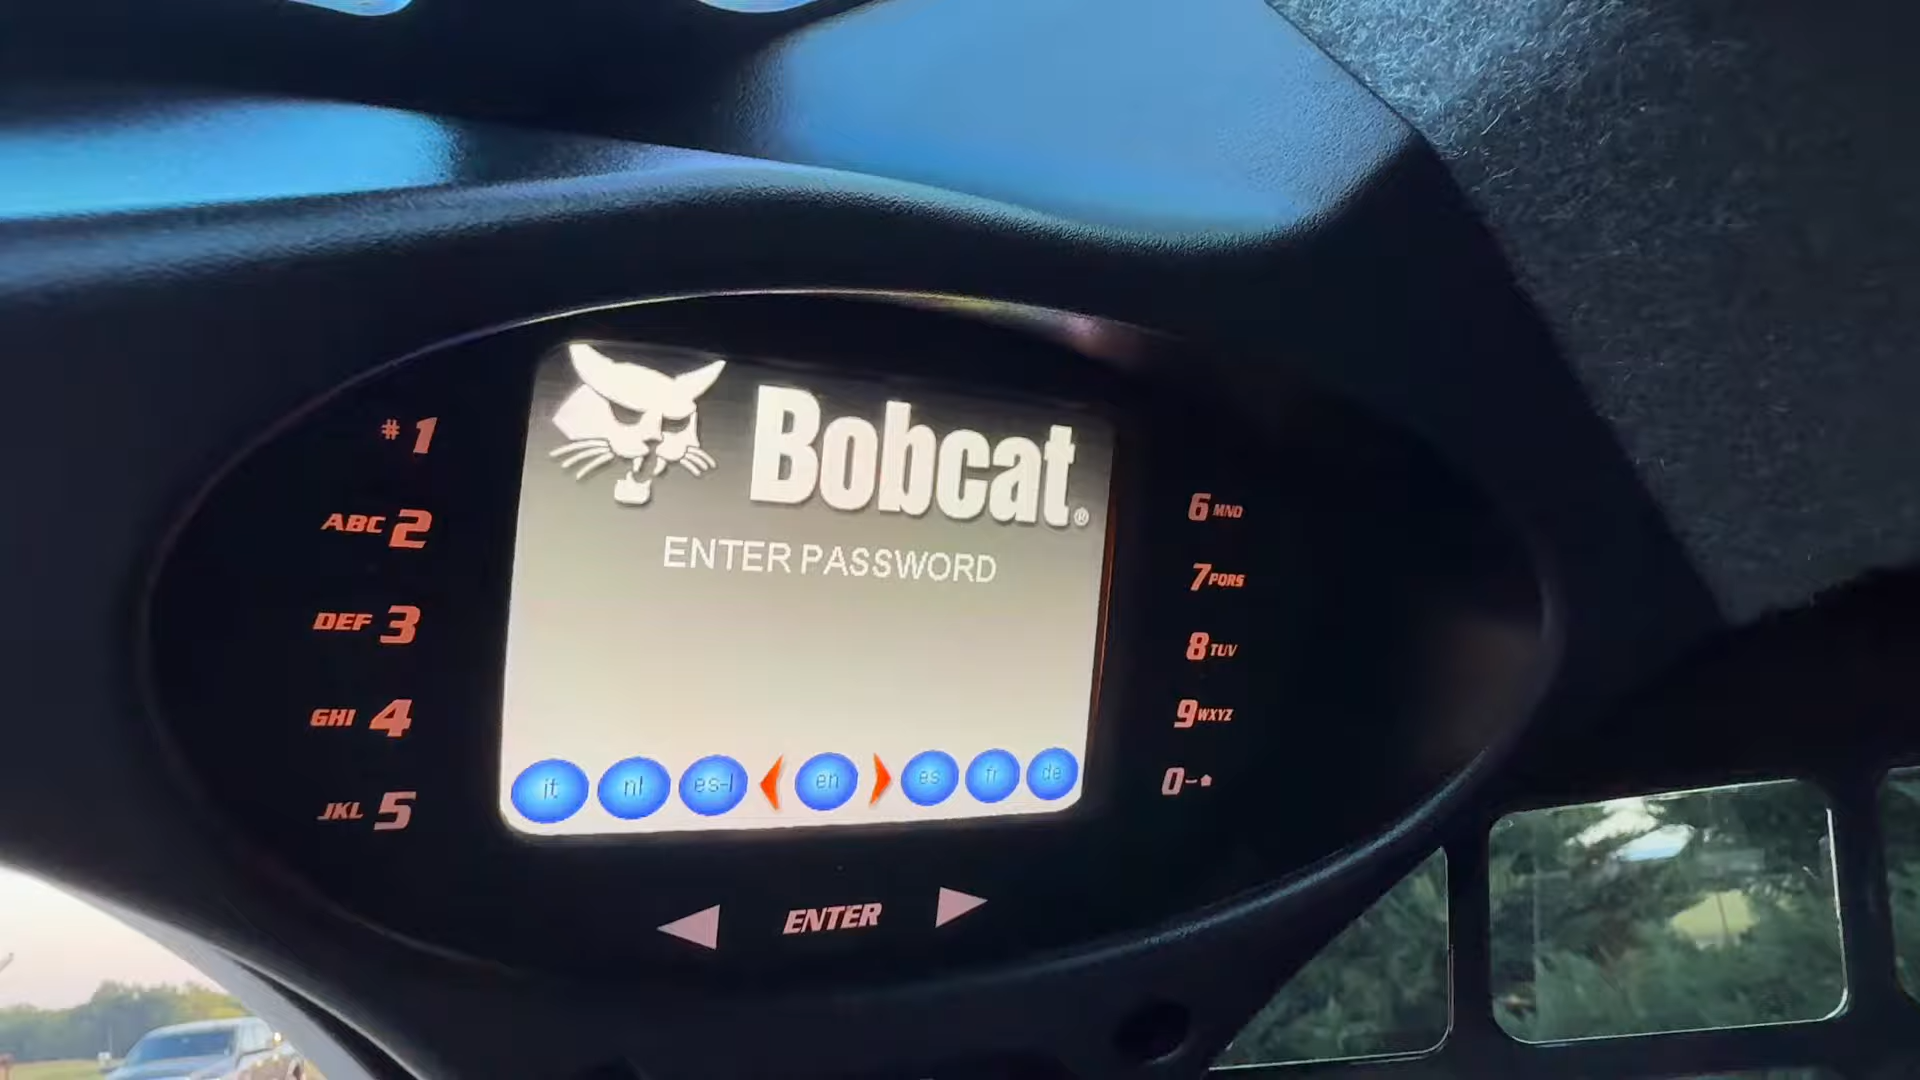 Bobcat®
ENTER PASSWORD
it nl es-l en es fr de
# 1
ABC 2
DEF 3
GHI 4
JKL 5
6 MNO
7 PQRS
8 TUV
9 WXYZ
0
ENTER